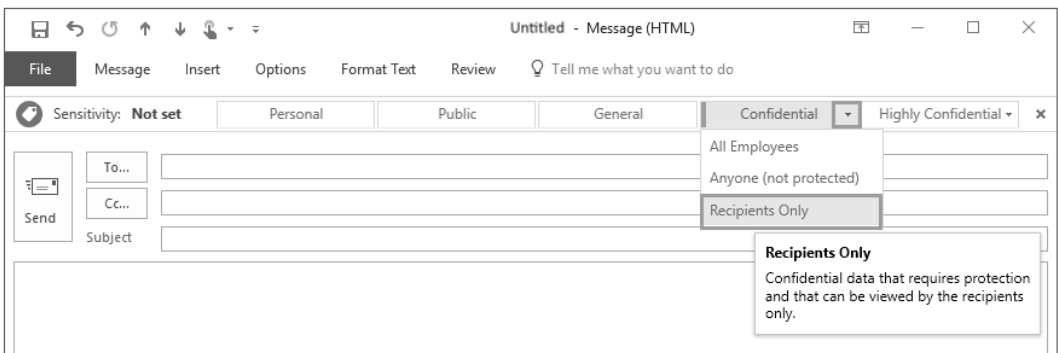 Untitled - Message (HTML)
File Message Insert Options Format Text Review Tell me what you want to do
Sensitivity: Not set Personal Public General Confidential Highly Confidential
All Employees
To...
Anyone (not protected)
Cc...
Recipients Only
Send
Subject
Recipients Only
Confidential data that requires protection
and that can be viewed by the recipients
only.